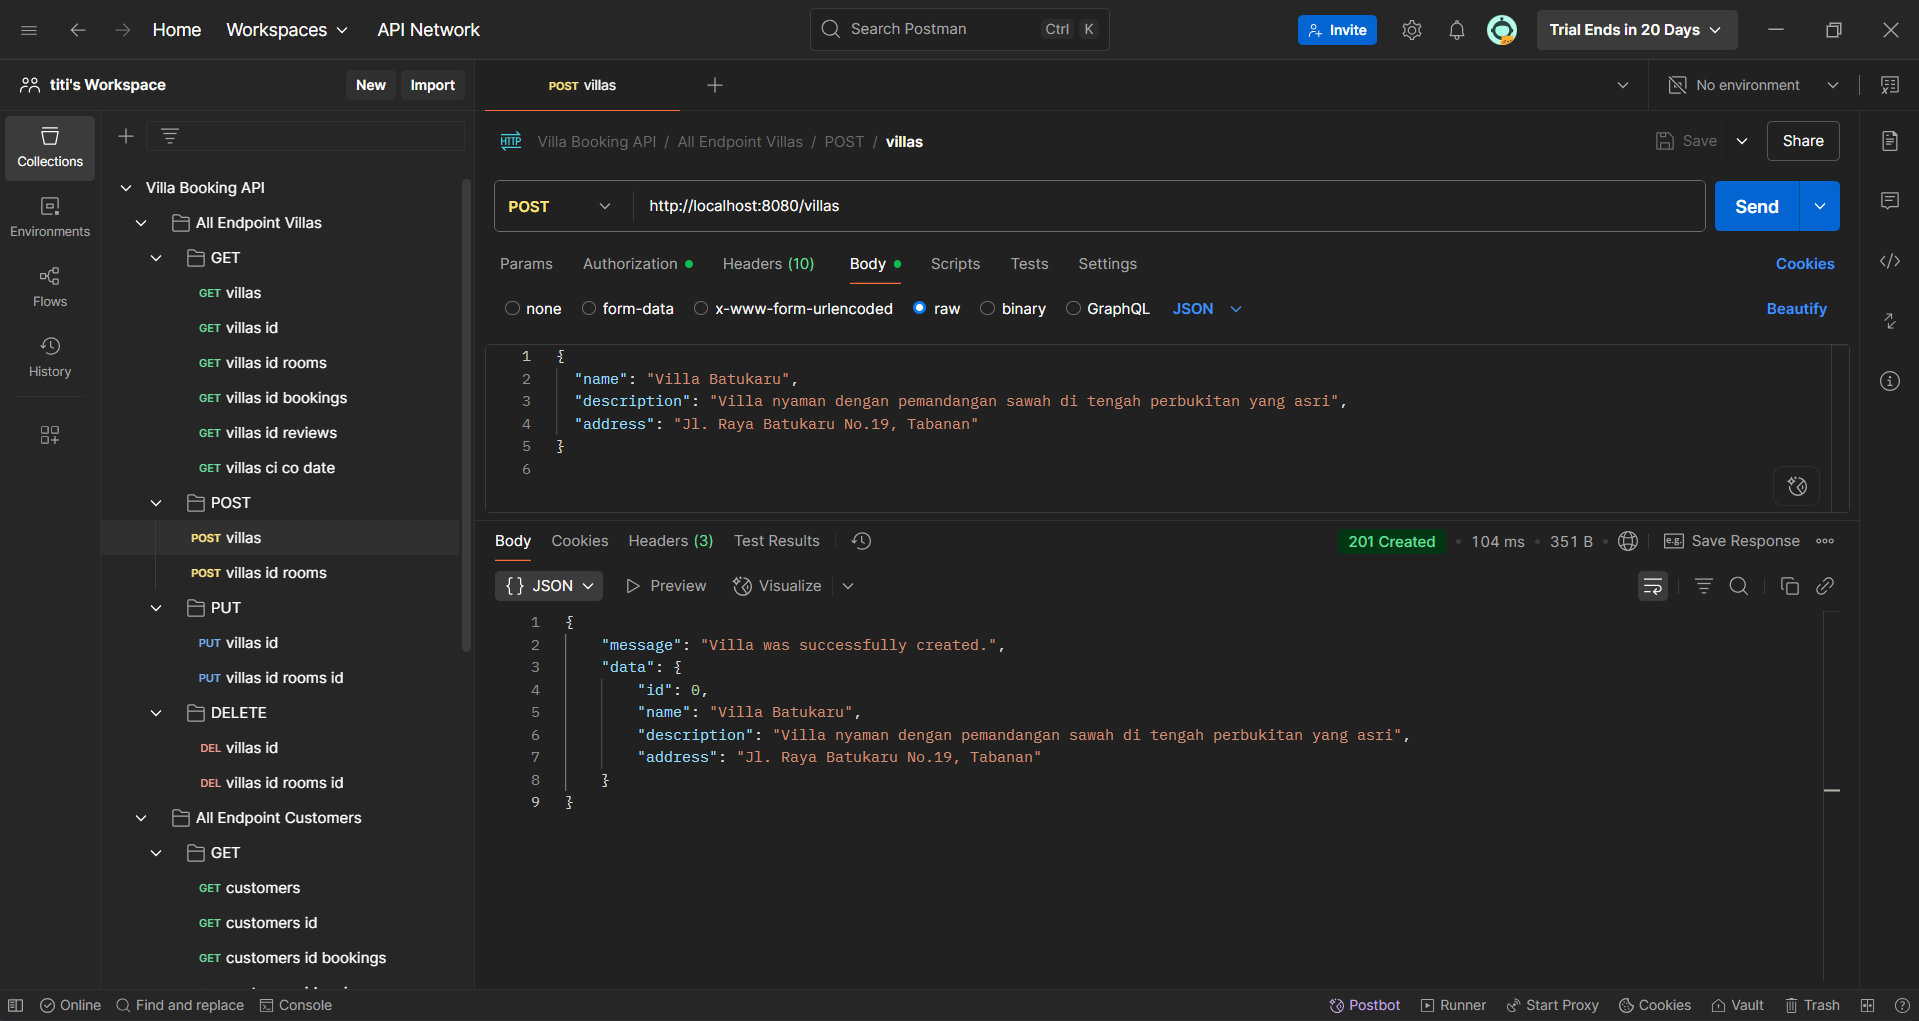 Home
Workspaces
API Network
Search Postman
Ctrl
K
Invite
Trial Ends in 20 Days
titi's Workspace
New
Import
POST villas
No environment
Collections
Environments
Flows
History
Villa Booking API
All Endpoint Villas
GET
GET villas
GET villas id
GET villas id rooms
GET villas id bookings
GET villas id reviews
GET villas ci co date
POST
POST villas
POST villas id rooms
PUT
PUT villas id
PUT villas id rooms id
DELETE
DEL villas id
DEL villas id rooms id
All Endpoint Customers
GET
GET customers
GET customers id
GET customers id bookings
HTTP
Villa Booking API / All Endpoint Villas / POST / villas
Save
Share
POST
http://localhost:8080/villas
Send
Params
Authorization
Headers (10)
Body
Scripts
Tests
Settings
Cookies
none
form-data
x-www-form-urlencoded
raw
binary
GraphQL
JSON
Beautify
1 {
2 "name": "Villa Batukaru",
3 "description": "Villa nyaman dengan pemandangan sawah di tengah perbukitan yang asri",
4 "address": "Jl. Raya Batukaru No.19, Tabanan"
5 }
6
Body
Cookies
Headers (3)
Test Results
201 Created
104 ms
351 B
e.g.
Save Response
{} JSON
Preview
Visualize
1 {
2 "message": "Villa was successfully created.",
3 "data": {
4 "id": 0,
5 "name": "Villa Batukaru",
6 "description": "Villa nyaman dengan pemandangan sawah di tengah perbukitan yang asri",
7 "address": "Jl. Raya Batukaru No.19, Tabanan"
8 }
9 }
Online
Find and replace
Console
Postbot
Runner
Start Proxy
Cookies
Vault
Trash